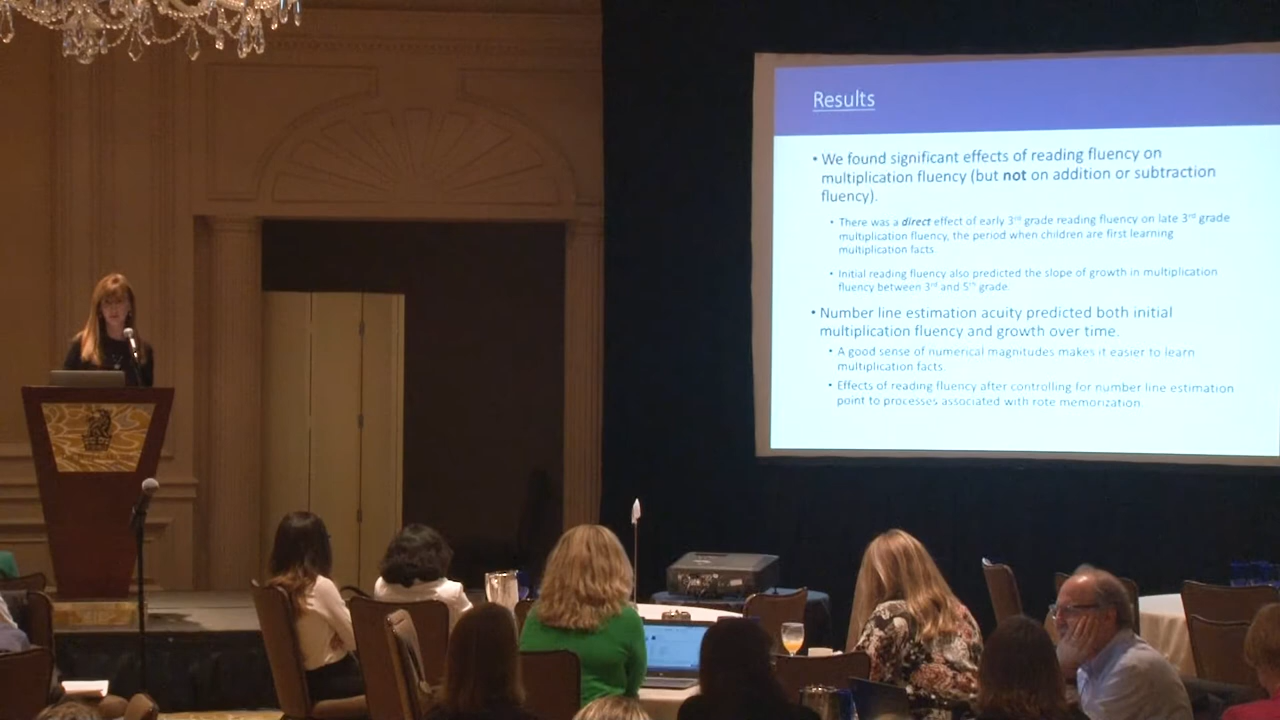 Results
• We found significant effects of reading fluency on
multiplication fluency (but not on addition or subtraction
fluency).
• There was a direct effect of early 3rd grade reading fluency on late 3rd grade
multiplication fluency, the period when children are first learning
multiplication facts
• Initial reading fluency also predicted the slope of growth in multiplication
fluency between 3rd and 5th grade.
• Number line estimation acuity predicted both initial
multiplication fluency and growth over time.
• A good sense of numerical magnitudes makes it easier to learn
multiplication facts.
• Effects of reading fluency after controlling for number line estimation
point to processes associated with rote memorization.